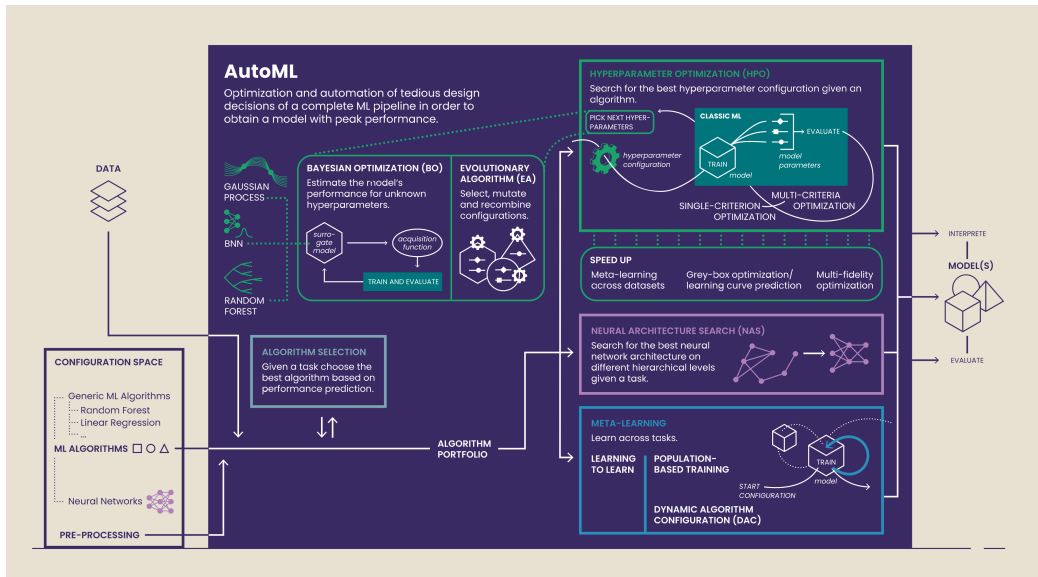 AutoML
Optimization and automation of tedious design
decisions of a complete ML pipeline in order to
obtain a model with peak performance.
DATA
GAUSSIAN
PROCESS
BNN
RANDOM
FOREST
BAYESIAN OPTIMIZATION (BO)
Estimate the model's
performance for unknown
hyperparameters.
surro-
gate
model
acquisition
function
TRAIN AND EVALUATE
EVOLUTIONARY
ALGORITHM (EA)
Select, mutate
and recombine
configurations.
HYPERPARAMETER OPTIMIZATION (HPO)
Search for the best hyperparameter configuration given an
algorithm.
PICK NEXT HYPER-
PARAMETERS
hyperparameter
configuration
CLASSIC ML
TRAIN
model
EVALUATE
model
parameters
MULTI-CRITERIA
OPTIMIZATION
SINGLE-CRITERION
OPTIMIZATION
SPEED UP
Meta-learning
across datasets
Grey-box optimization/
learning curve prediction
Multi-fidelity
optimization
INTERPRETE
MODEL(S)
EVALUATE
CONFIGURATION SPACE
Generic ML Algorithms
Random Forest
Linear Regression
...
ML ALGORITHMS
Neural Networks
PRE-PROCESSING
ALGORITHM SELECTION
Given a task choose the
best algorithm based on
performance prediction.
ALGORITHM
PORTFOLIO
NEURAL ARCHITECTURE SEARCH (NAS)
Search for the best neural
network architecture on
different hierarchical levels
given a task.
META-LEARNING
Learn across tasks.
LEARNING
TO LEARN
POPULATION-
BASED TRAINING
START
CONFIGURATION
TRAIN
model
DYNAMIC ALGORITHM
CONFIGURATION (DAC)